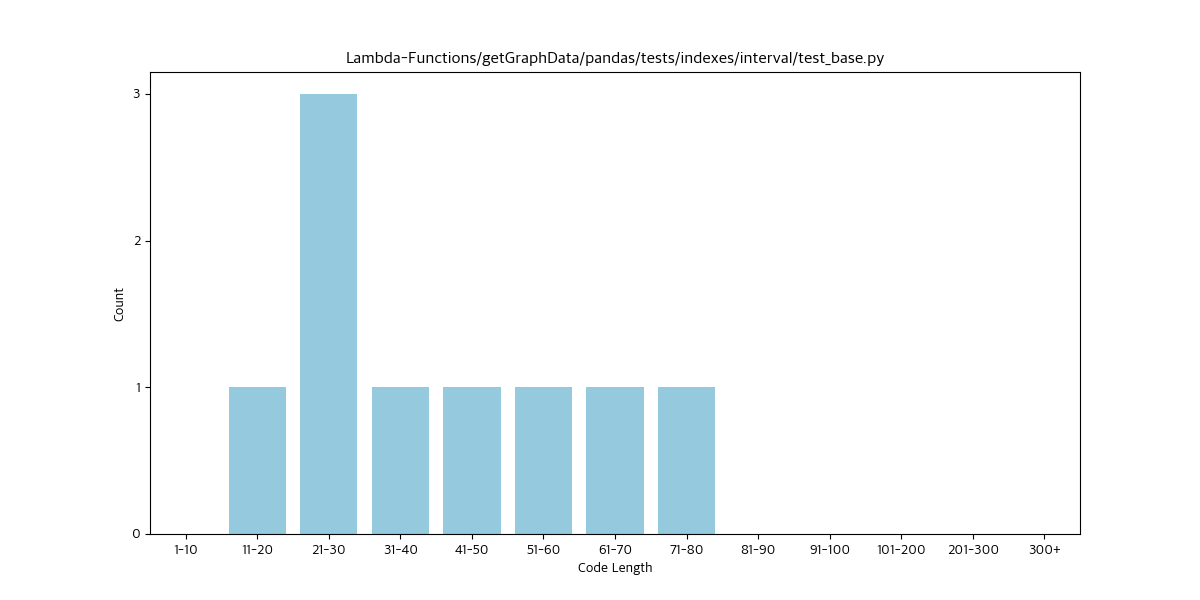 Lambda-Functions/getGraphData/pandas/tests/indexes/interval/test_base.py
3
2
1
0
Count
1-10 11-20 21-30 31-40 41-50 51-60 61-70 71-80 81-90 91-100 101-200 201-300 300+
Code Length